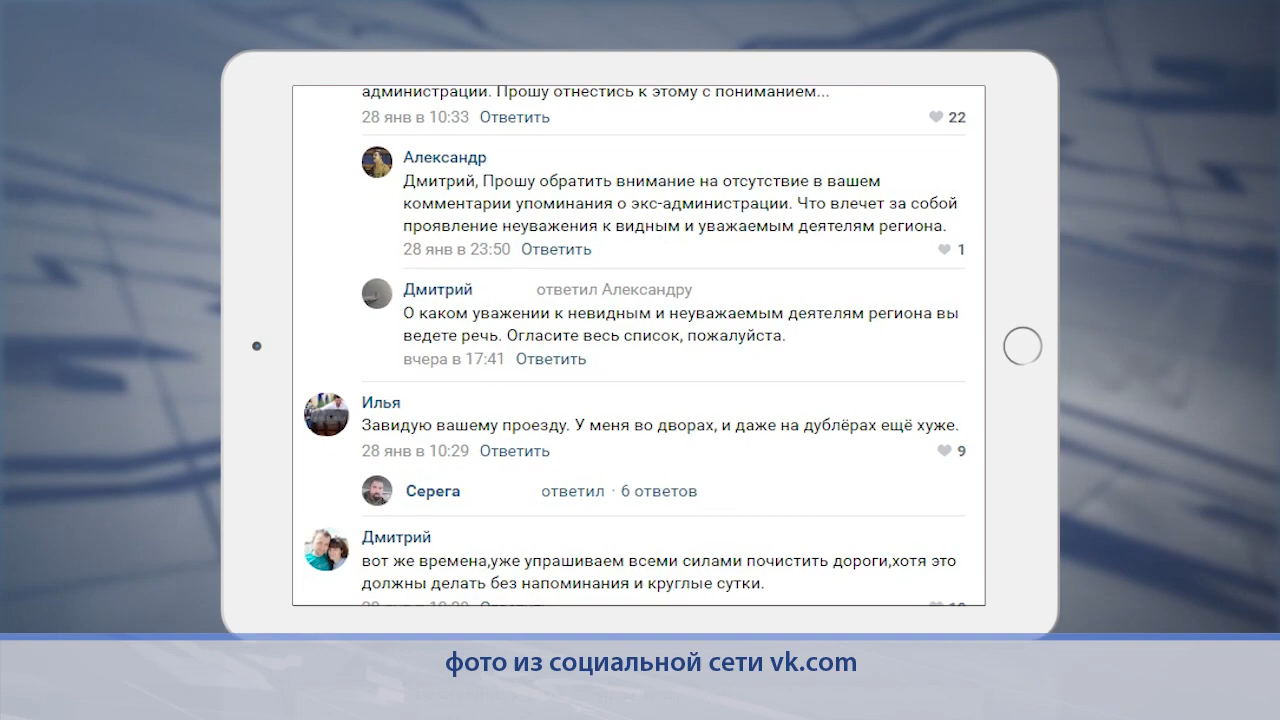 администрации. Прошу отнестись к этому с пониманием...
28 янв в 10:33 Ответить 22
Александр
Дмитрий, Прошу обратить внимание на отсутствие в вашем
комментарии упоминания о экс-администрации. Что влечет за собой
проявление неуважения к видным и уважаемым деятелям региона.
28 янв в 23:50 Ответить 1
Дмитрий ответил Александру
О каком уважении к невидным и неуважаемым деятелям региона вы
ведете речь. Огласите весь список, пожалуйста.
вчера в 17:41 Ответить
Илья
Завидую вашему проезду. У меня во дворах, и даже на дублёрах ещё хуже.
28 янв в 10:29 Ответить 9
Серега ответил · 6 ответов
Дмитрий
вот же времена,уже упрашиваем всеми силами почистить дороги,хотя это
должны делать без напоминания и круглые сутки.
фото из социальной сети vk.com